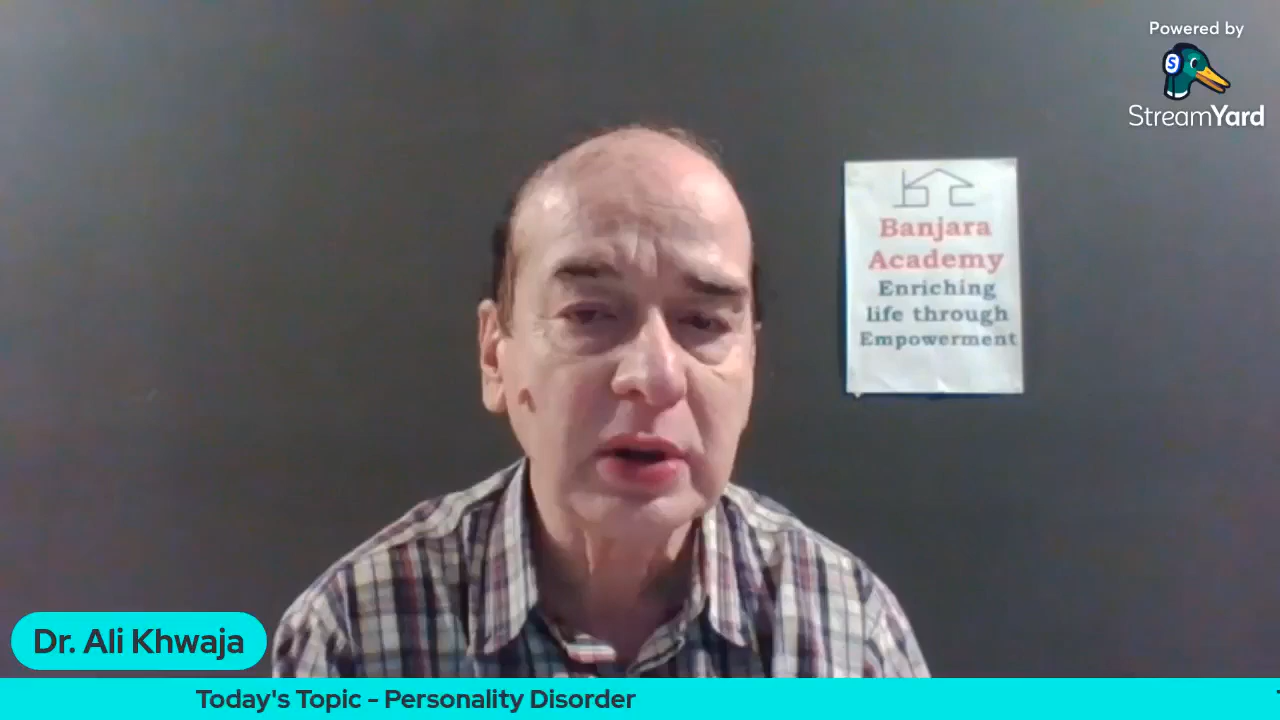 Powered by
S
StreamYard
Banjara
Academy
Enriching
life through
Empowerment
Dr. Ali Khwaja
Today's Topic - Personality Disorder